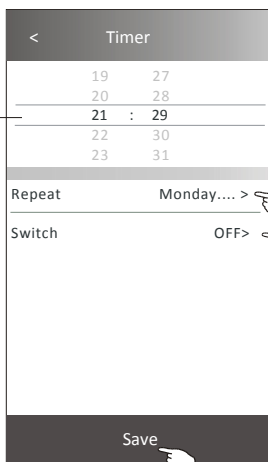 < Timer
19 27
20 28
21 : 29
22 30
23 31
Repeat Monday.... >
Switch OFF>
Save